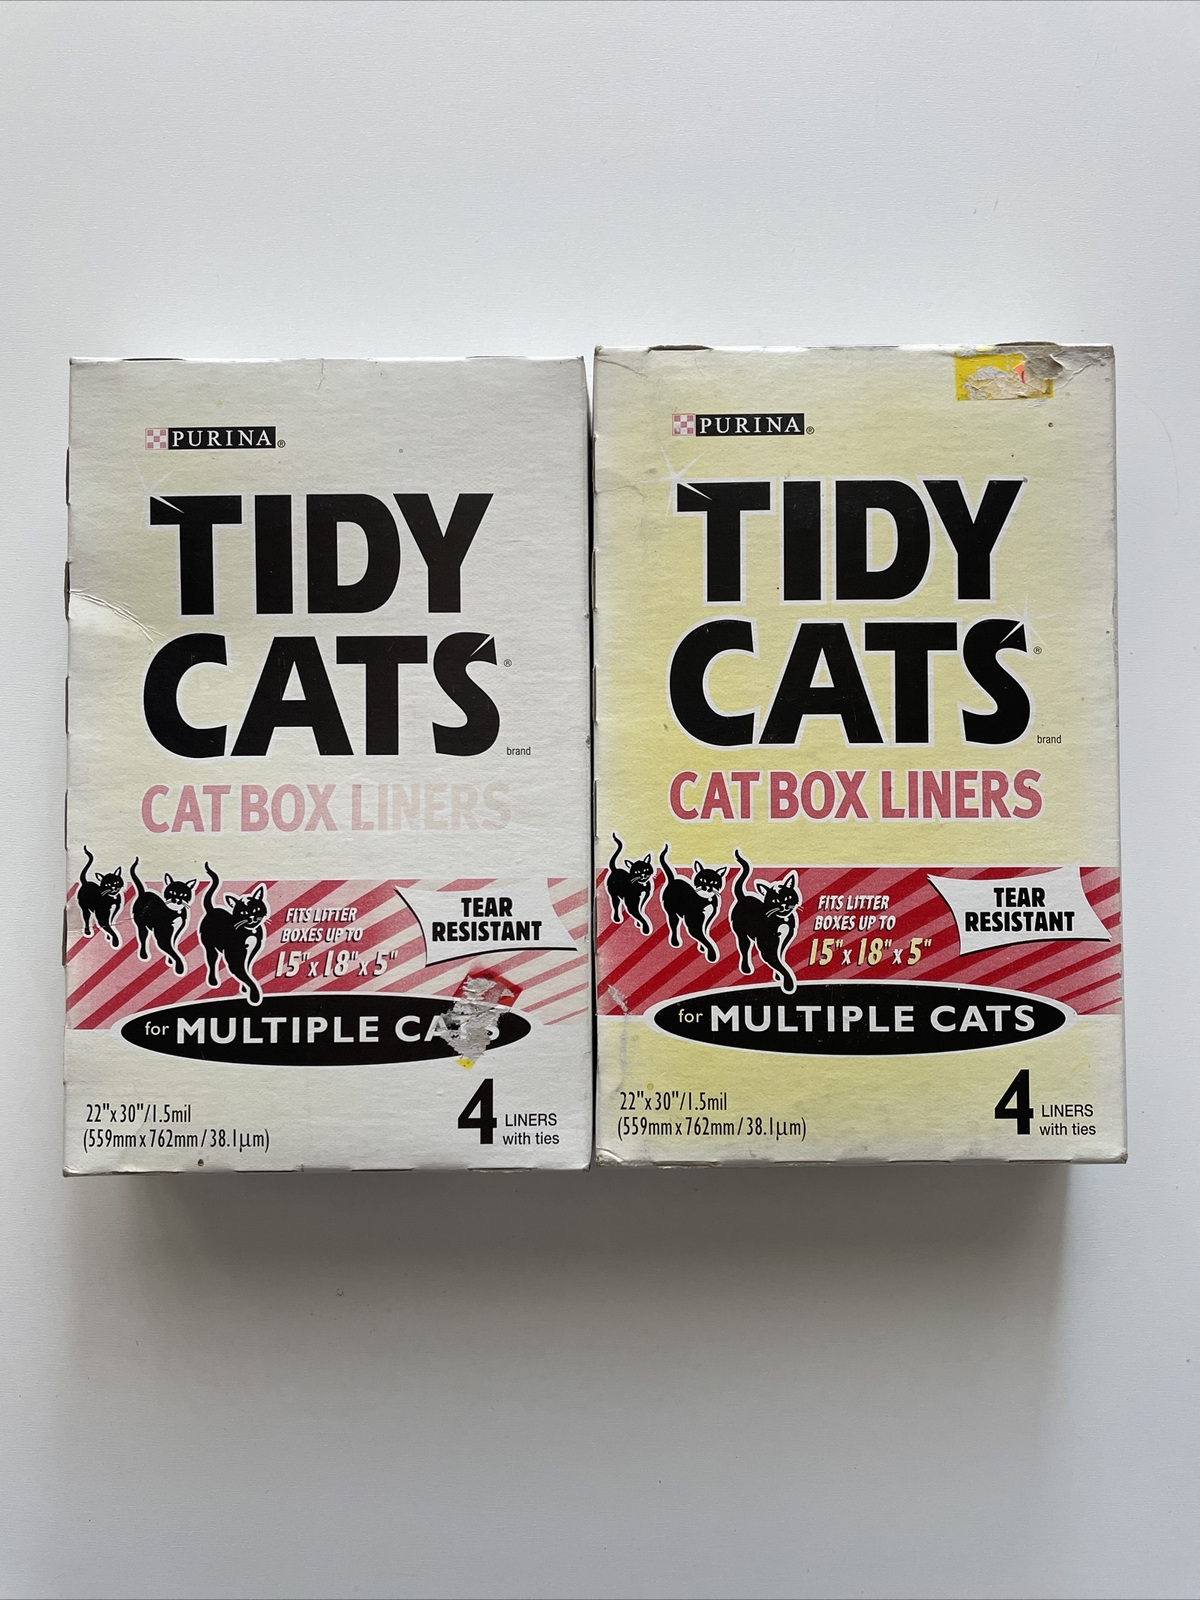 PURINA®
TIDY
CATS®
brand
CAT BOX LINERS
FITS LITTER
BOXES UP TO
15" x 18" x 5"
TEAR
RESISTANT
for MULTIPLE CATS
22"x 30"/1.5mil
(559mm x 762mm / 38.1µm)
4 LINERS
with ties
PURINA®
TIDY
CATS®
brand
CAT BOX LINERS
FITS LITTER
BOXES UP TO
15" x 18" x 5"
TEAR
RESISTANT
for MULTIPLE CATS
22"x 30"/1.5mil
(559mm x 762mm / 38.1µm)
4 LINERS
with ties